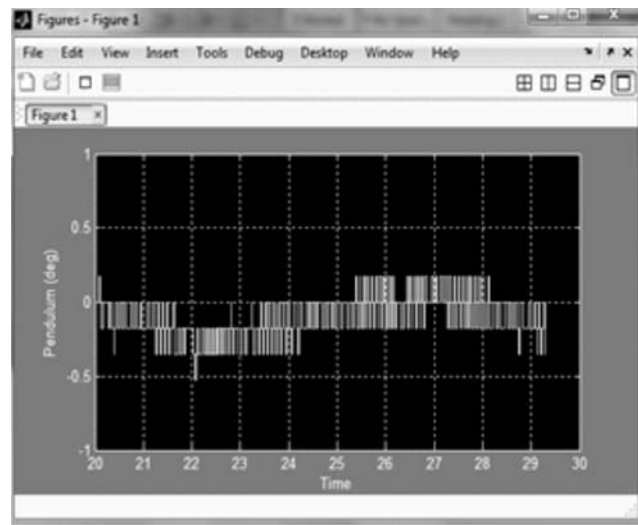 Figures - Figure 1
File Edit View Insert Tools Debug Desktop Window Help
Figure 1
1
0.5
0
-0.5
-1
Pendulum (deg)
20 21 22 23 24 25 26 27 28 29 30
Time